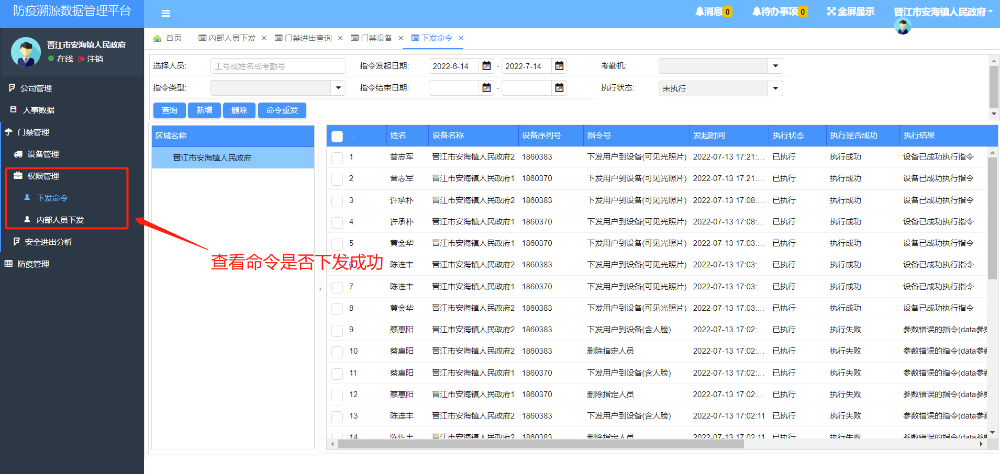 防疫溯源数据管理平台
消息 0 待办事项 0 全屏显示 晋江市安海镇人民政府
晋江市安海镇人民政府
在线 注销
公司管理
人事数据
门禁管理
设备管理
权限管理
下发命令
内部人员下发
安全进出分析
防疫管理
首页 内部人员下发 × 门禁进出查询 × 门禁设备 × 下发命令 ×
选择人员: 工号或姓名或考勤号 指令发起日期: 2022-6-14 - 2022-7-14 考勤机:
指令类型: 指令结束日期: - 执行状态: 未执行
查询 新增 删除 命令重发
区域名称
晋江市安海镇人民政府
查看命令是否下发成功
... 姓名 设备名称 设备序列号 指令号 发起时间 执行状态 执行是否成功 执行结果
1 曾志军 晋江市安海镇人民政府2 1860383 下发用户到设备(可见光照片) 2022-07-13 17:21:... 已执行 执行成功 设备已成功执行指令
2 曾志军 晋江市安海镇人民政府1 1860370 下发用户到设备(可见光照片) 2022-07-13 17:21:... 已执行 执行成功 设备已成功执行指令
3 许承朴 晋江市安海镇人民政府2 1860383 下发用户到设备(可见光照片) 2022-07-13 17:08:... 已执行 执行成功 设备已成功执行指令
4 许承朴 晋江市安海镇人民政府1 1860370 下发用户到设备(可见光照片) 2022-07-13 17:08:... 已执行 执行成功 设备已成功执行指令
5 黄金华 晋江市安海镇人民政府1 1860370 下发用户到设备(可见光照片) 2022-07-13 17:03:... 已执行 执行成功 设备已成功执行指令
6 陈连丰 晋江市安海镇人民政府2 1860383 下发用户到设备(可见光照片) 2022-07-13 17:03:... 已执行 执行成功 设备已成功执行指令
7 陈连丰 晋江市安海镇人民政府1 1860370 下发用户到设备(可见光照片) 2022-07-13 17:03:... 已执行 执行成功 设备已成功执行指令
8 黄金华 晋江市安海镇人民政府2 1860383 下发用户到设备(可见光照片) 2022-07-13 17:03:... 已执行 执行成功 设备已成功执行指令
9 蔡惠阳 晋江市安海镇人民政府2 1860383 下发用户到设备(含人脸) 2022-07-13 17:02:... 已执行 执行失败 参数错误的指令(data参数
10 蔡惠阳 晋江市安海镇人民政府2 1860383 删除指定人员 2022-07-13 17:02:... 已执行 执行失败 参数错误的指令(data参数
11 蔡惠阳 晋江市安海镇人民政府1 1860370 下发用户到设备(含人脸) 2022-07-13 17:02:... 已执行 执行失败 参数错误的指令(data参数
12 蔡惠阳 晋江市安海镇人民政府1 1860370 删除指定人员 2022-07-13 17:02:... 已执行 执行失败 参数错误的指令(data参数
13 陈连丰 晋江市安海镇人民政府2 1860383 下发用户到设备(含人脸) 2022-07-13 17:02:11 已执行 执行失败 参数错误的指令(data参数
14 陈连丰 晋江市安海镇人民政府2 1860383 删除指定人员 2022-07-13 17:02:11 已执行 执行失败 参数错误的指令(data参数